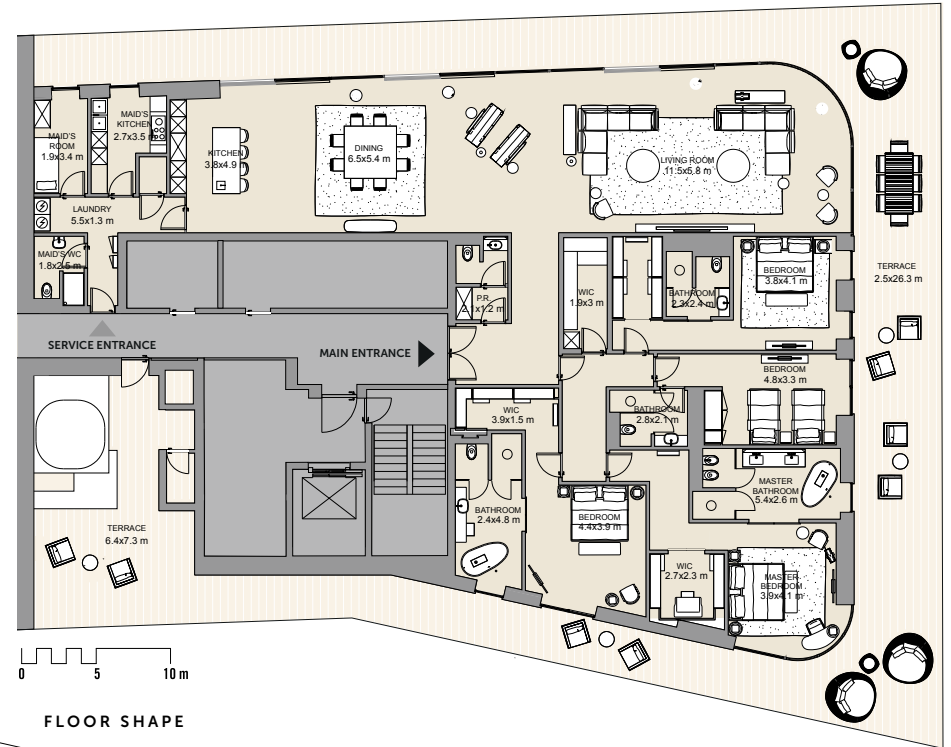 MAID'S
KITCHEN
2.7x3.5 m
MAID'S
ROOM
1.9x3.4 m
KITCHEN
3.8x4.9 m
DINING
6.5x5.4 m
LIVING ROOM
11.5x5.8 m
LAUNDRY
5.5x1.3 m
MAID'S WC
1.8x2.5 m
P.R.
2.1x1.2 m
WIC
1.9x3 m
BATHROOM
2.3x2.4 m
BEDROOM
3.8x4.1 m
TERRACE
2.5x26.3 m
SERVICE ENTRANCE
MAIN ENTRANCE
BEDROOM
4.8x3.3 m
WIC
3.9x1.5 m
BATHROOM
2.8x2.1 m
MASTER
BATHROOM
5.4x2.6 m
BATHROOM
2.4x4.8 m
BEDROOM
4.4x3.9 m
TERRACE
6.4x7.3 m
WIC
2.7x2.3 m
MASTER
BEDROOM
3.9x4.1 m
0 5 10 m
FLOOR SHAPE